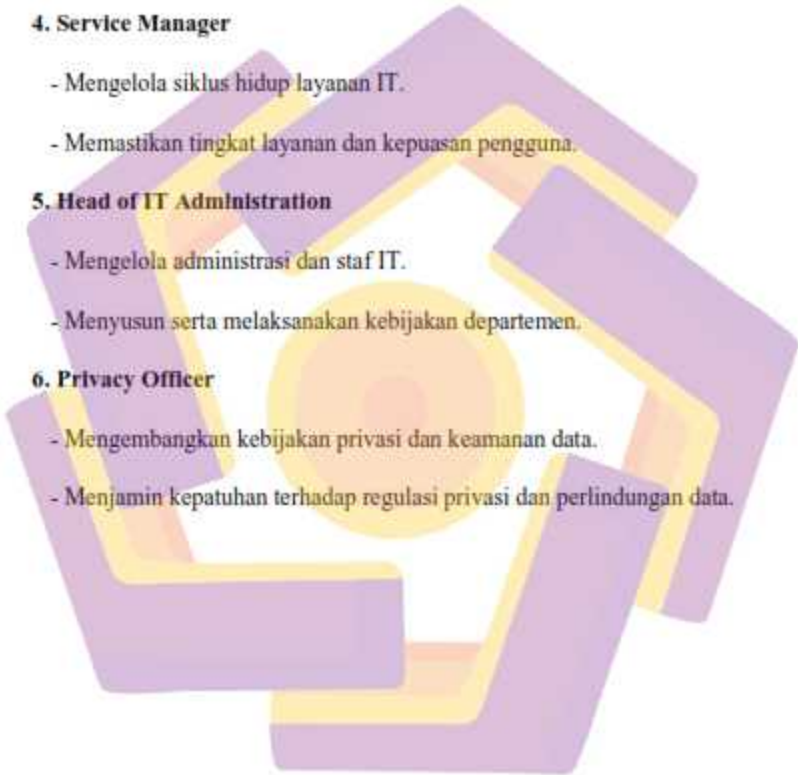 4. Service Manager
- Mengelola siklus hidup layanan IT.
- Memastikan tingkat layanan dan kepuasan pengguna.
5. Head of IT Administration
- Mengelola administrasi dan staf IT.
- Menyusun serta melaksanakan kebijakan departemen.
6. Privacy Officer
- Mengembangkan kebijakan privasi dan keamanan data.
- Menjamin kepatuhan terhadap regulasi privasi dan perlindungan data.